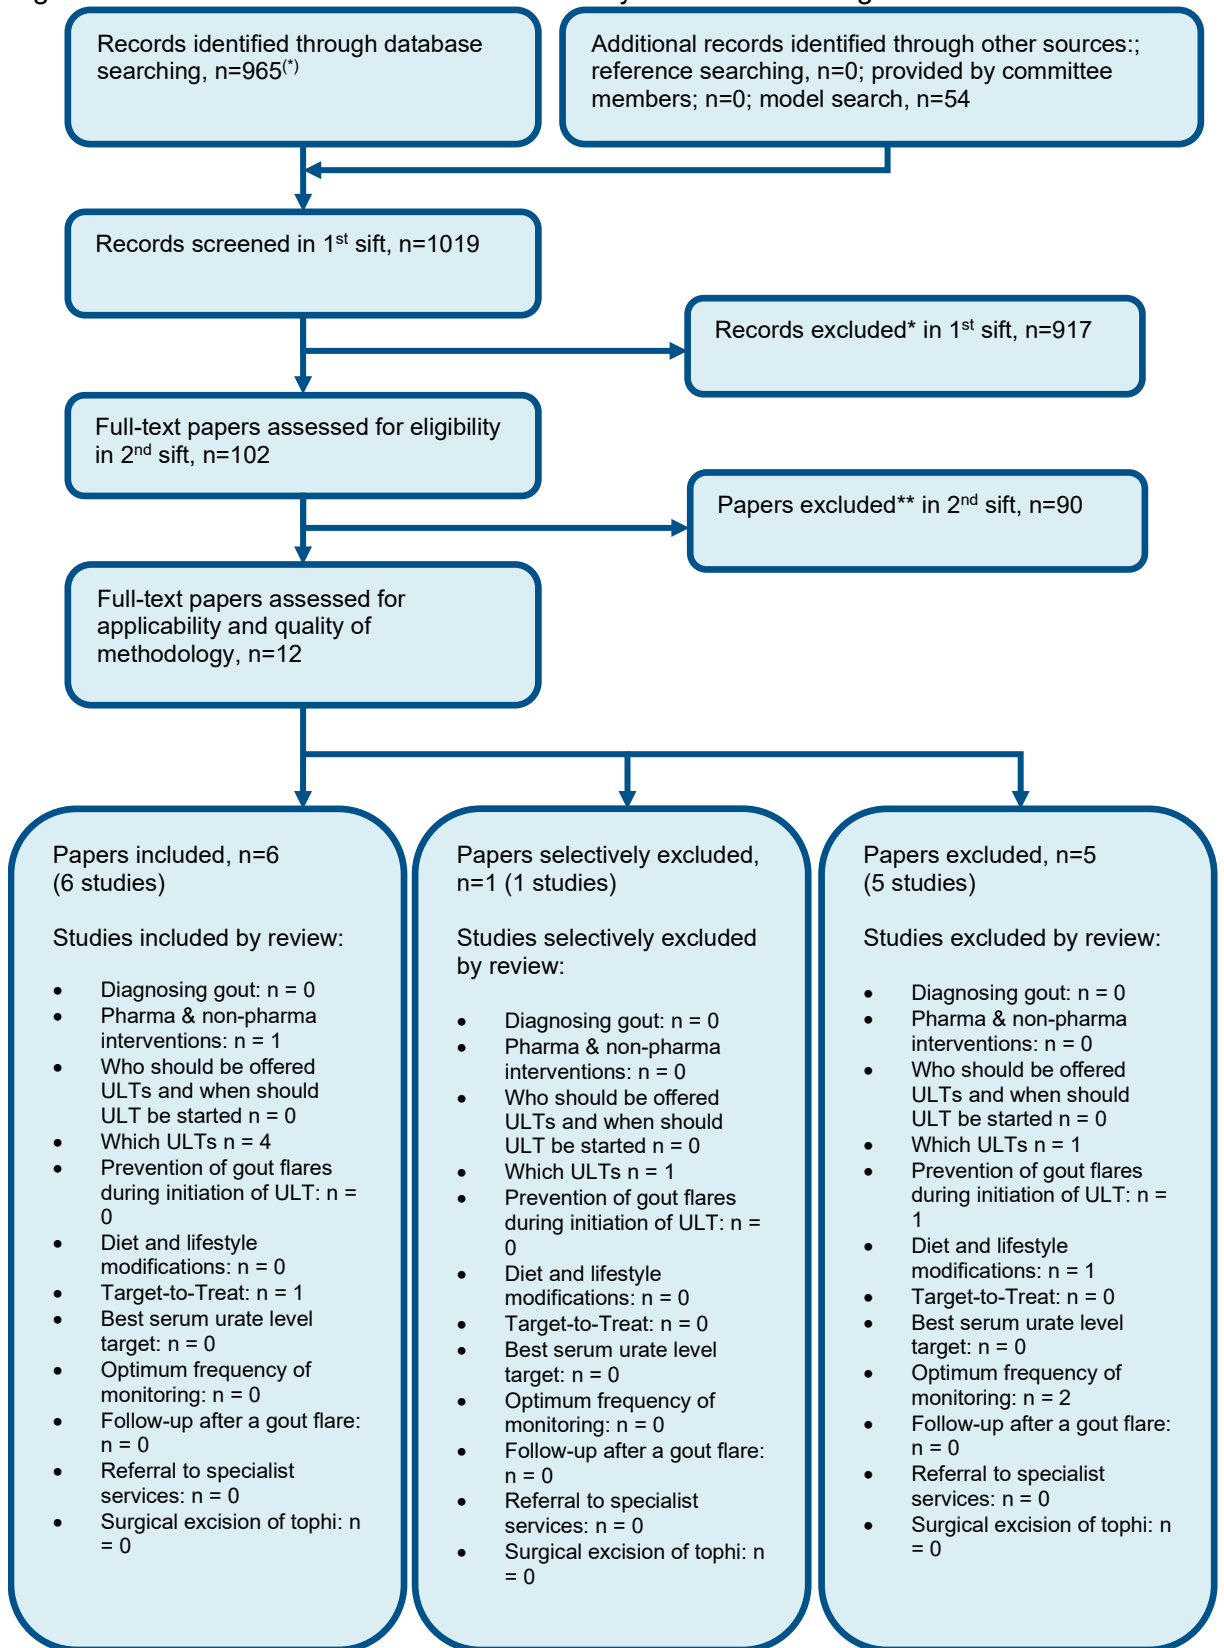 Records identified through database
searching, n=965(*)
Additional records identified through other sources:;
reference searching, n=0; provided by committee
members; n=0; model search, n=54
Records screened in 1st sift, n=1019
Records excluded* in 1st sift, n=917
Full-text papers assessed for eligibility
in 2nd sift, n=102
Papers excluded** in 2nd sift, n=90
Full-text papers assessed for
applicability and quality of
methodology, n=12
Papers included, n=6
(6 studies)
Studies included by review:
• Diagnosing gout: n = 0
• Pharma & non-pharma
interventions: n = 1
• Who should be offered
ULTs and when should
ULT be started n = 0
• Which ULTs n = 4
• Prevention of gout flares
during initiation of ULT: n =
0
• Diet and lifestyle
modifications: n = 0
• Target-to-Treat: n = 1
• Best serum urate level
target: n = 0
• Optimum frequency of
monitoring: n = 0
• Follow-up after a gout flare:
n = 0
• Referral to specialist
services: n = 0
• Surgical excision of tophi: n
= 0
Papers selectively excluded,
n=1 (1 studies)
Studies selectively excluded
by review:
• Diagnosing gout: n = 0
• Pharma & non-pharma
interventions: n = 0
• Who should be offered
ULTs and when should
ULT be started n = 0
• Which ULTs n = 1
• Prevention of gout flares
during initiation of ULT: n =
0
• Diet and lifestyle
modifications: n = 0
• Target-to-Treat: n = 0
• Best serum urate level
target: n = 0
• Optimum frequency of
monitoring: n = 0
• Follow-up after a gout flare:
n = 0
• Referral to specialist
services: n = 0
• Surgical excision of tophi: n
= 0
Papers excluded, n=5
(5 studies)
Studies excluded by review:
• Diagnosing gout: n = 0
• Pharma & non-pharma
interventions: n = 0
• Who should be offered
ULTs and when should
ULT be started n = 0
• Which ULTs n = 1
• Prevention of gout flares
during initiation of ULT: n =
1
• Diet and lifestyle
modifications: n = 1
• Target-to-Treat: n = 0
• Best serum urate level
target: n = 0
• Optimum frequency of
monitoring: n = 2
• Follow-up after a gout flare:
n = 0
• Referral to specialist
services: n = 0
• Surgical excision of tophi: n
= 0